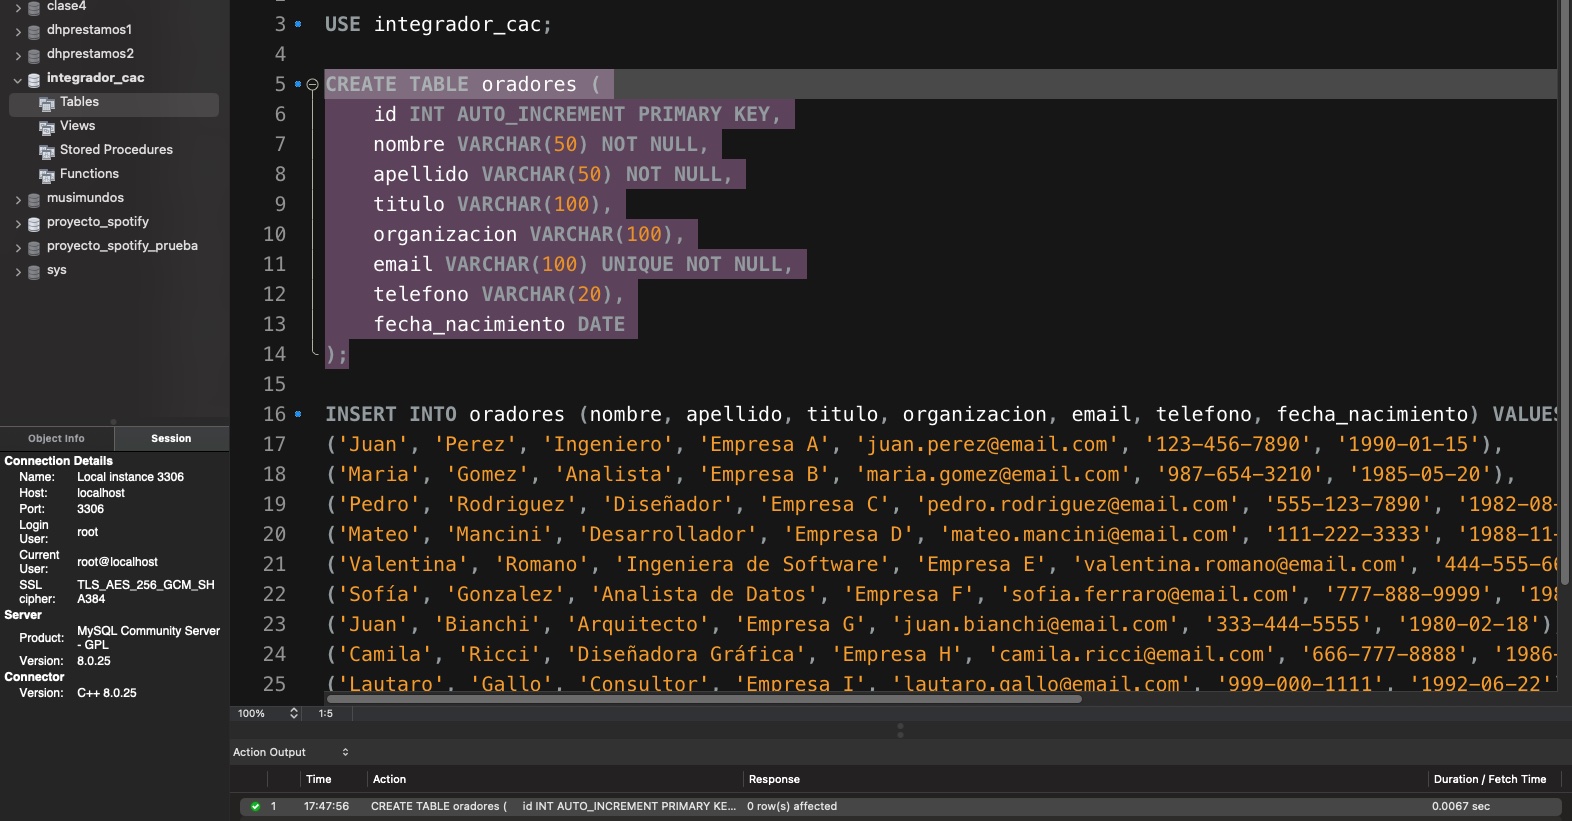 clase4
dhprestamos1
dhprestamos2
integrador_cac
Tables
Views
Stored Procedures
Functions
musimundos
proyecto_spotify
proyecto_spotify_prueba
sys
Object Info Session
Connection Details
Name: Local instance 3306
Host: localhost
Port: 3306
Login
User: root
Current
User: root@localhost
SSL TLS_AES_256_GCM_SH
cipher: A384
Server
Product: MySQL Community Server
- GPL
Version: 8.0.25
Connector
Version: C++ 8.0.25
3 USE integrador_cac;
4
5 CREATE TABLE oradores (
6 id INT AUTO_INCREMENT PRIMARY KEY,
7 nombre VARCHAR(50) NOT NULL,
8 apellido VARCHAR(50) NOT NULL,
9 titulo VARCHAR(100),
10 organizacion VARCHAR(100),
11 email VARCHAR(100) UNIQUE NOT NULL,
12 telefono VARCHAR(20),
13 fecha_nacimiento DATE
14 );
15
16 INSERT INTO oradores (nombre, apellido, titulo, organizacion, email, telefono, fecha_nacimiento) VALUES
17 ('Juan', 'Perez', 'Ingeniero', 'Empresa A', 'juan.perez@email.com', '123-456-7890', '1990-01-15'),
18 ('Maria', 'Gomez', 'Analista', 'Empresa B', 'maria.gomez@email.com', '987-654-3210', '1985-05-20'),
19 ('Pedro', 'Rodriguez', 'Diseñador', 'Empresa C', 'pedro.rodriguez@email.com', '555-123-7890', '1982-08-
20 ('Mateo', 'Mancini', 'Desarrollador', 'Empresa D', 'mateo.mancini@email.com', '111-222-3333', '1988-11-
21 ('Valentina', 'Romano', 'Ingeniera de Software', 'Empresa E', 'valentina.romano@email.com', '444-555-66
22 ('Sofía', 'Gonzalez', 'Analista de Datos', 'Empresa F', 'sofia.ferraro@email.com', '777-888-9999', '198
23 ('Juan', 'Bianchi', 'Arquitecto', 'Empresa G', 'juan.bianchi@email.com', '333-444-5555', '1980-02-18')
24 ('Camila', 'Ricci', 'Diseñadora Gráfica', 'Empresa H', 'camila.ricci@email.com', '666-777-8888', '1986-
25 ('Lautaro', 'Gallo', 'Consultor', 'Empresa I', 'lautaro.gallo@email.com', '999-000-1111', '1992-06-22'
100% 1:5
Action Output
Time Action Response Duration / Fetch Time
1 17:47:56 CREATE TABLE oradores ( id INT AUTO_INCREMENT PRIMARY KE... 0 row(s) affected 0.0067 sec